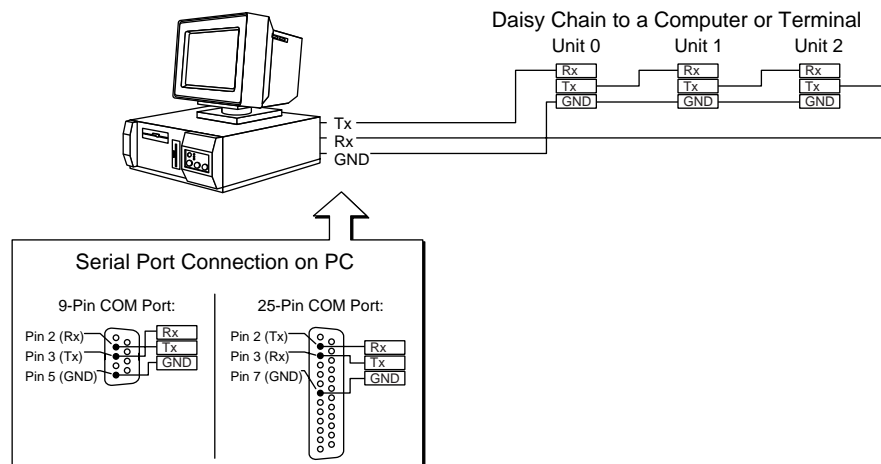 Daisy Chain to a Computer or Terminal
Unit 0 Unit 1 Unit 2
Rx Rx Rx
Tx Tx Tx
GND GND GND
Tx
Rx
GND
Serial Port Connection on PC
9-Pin COM Port:
Pin 2 (Rx)
Pin 3 (Tx)
Pin 5 (GND)
Rx
Tx
GND
25-Pin COM Port:
Pin 2 (Tx)
Pin 3 (Rx)
Pin 7 (GND)
Rx
Tx
GND